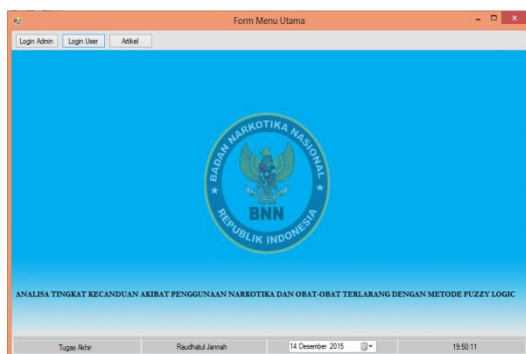 Form Menu Utama
Login Admin Login User Artikel
BADAN NARKOTIKA NASIONAL
BNN
REPUBLIK INDONESIA
ANALISA TINGKAT KECANDUAN AKIBAT PENGGUNAAN NARKOTIKA DAN OBAT-OBAT TERLARANG DENGAN METODE FUZZY LOGIC
Tugas Akhir Raudhatul Jannah 14 Desember 2015 19:50:11